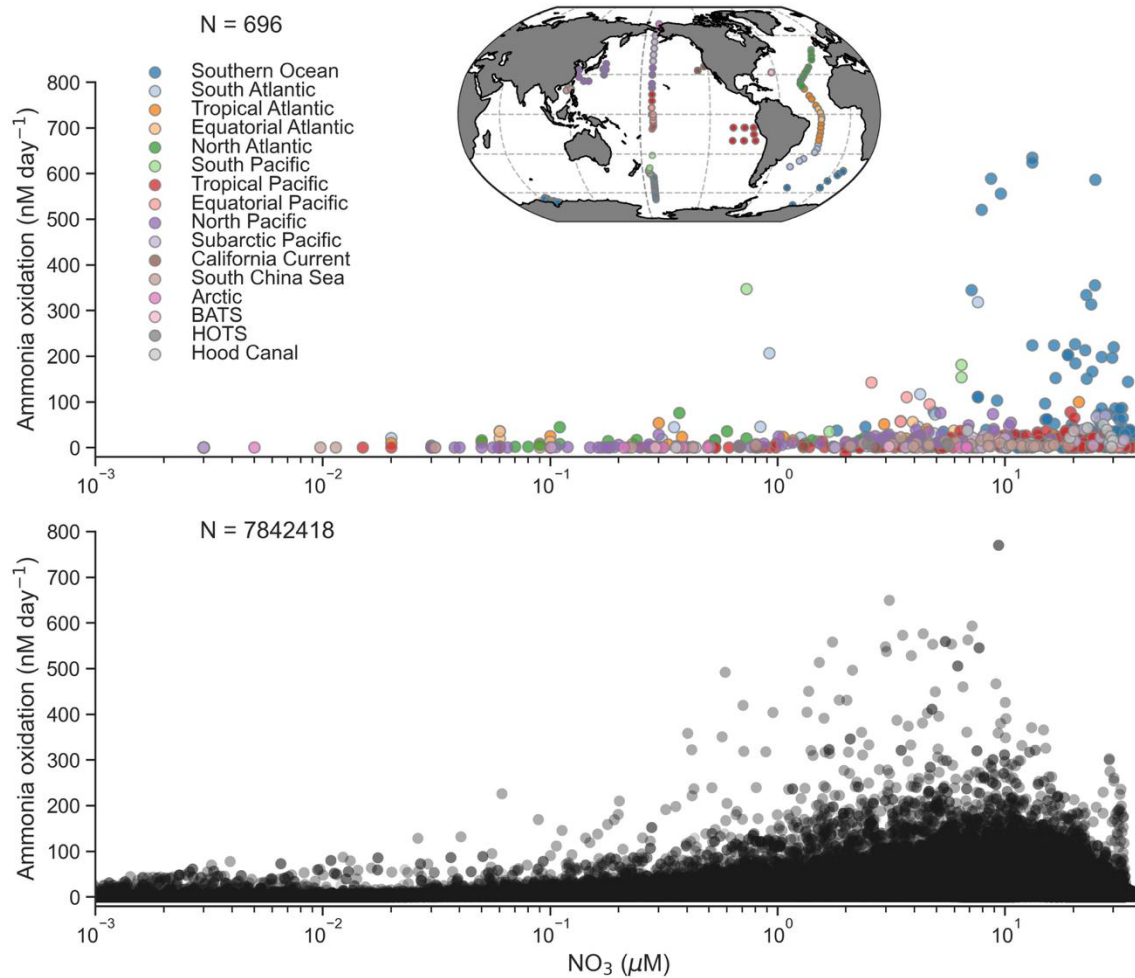 N = 696
Southern Ocean
South Atlantic
Tropical Atlantic
Equatorial Atlantic
North Atlantic
South Pacific
Tropical Pacific
Equatorial Pacific
North Pacific
Subarctic Pacific
California Current
South China Sea
Arctic
BATS
HOTS
Hood Canal
Ammonia oxidation (nM day⁻¹)
800
700
600
500
400
300
200
100
0
10⁻³ 10⁻² 10⁻¹ 10⁰ 10¹
N = 7842418
Ammonia oxidation (nM day⁻¹)
800
700
600
500
400
300
200
100
0
10⁻³ 10⁻² 10⁻¹ 10⁰ 10¹
NO₃ (μM)